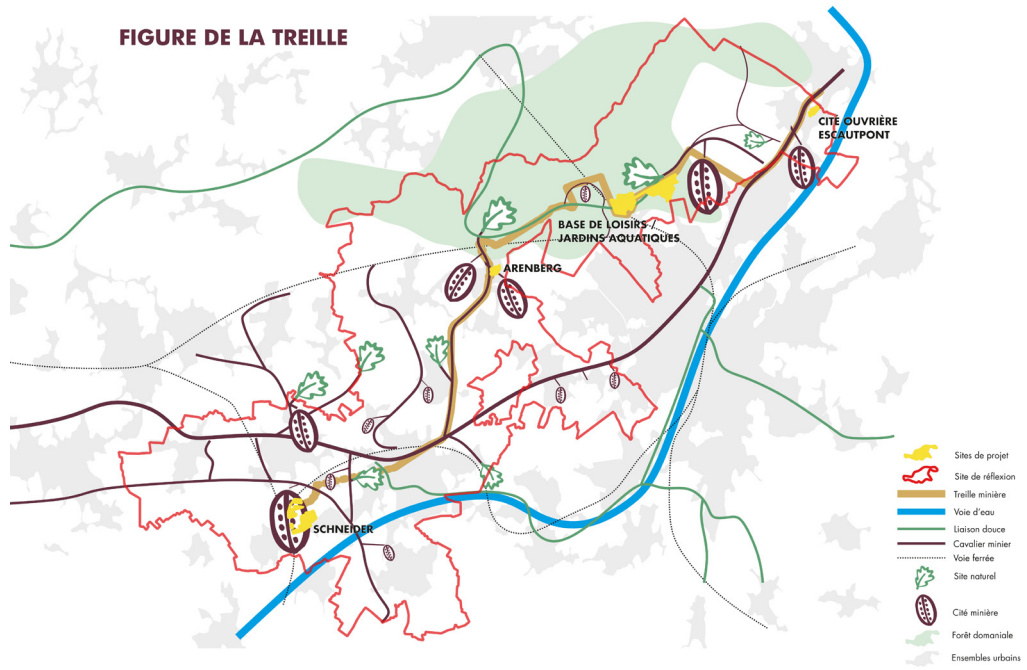 FIGURE DE LA TREILLE
CITE OUVRIÈRE
ESCAUTPONT
BASE DE LOISIRS /
JARDINS AQUATIQUES
ARENBERG
SCHNEIDER
Sites de projet
Site de réflexion
Treille minière
Voie d'eau
Liaison douce
Cavalier minier
Voie ferrée
Site naturel
Cité minière
Forêt domaniale
Ensembles urbains